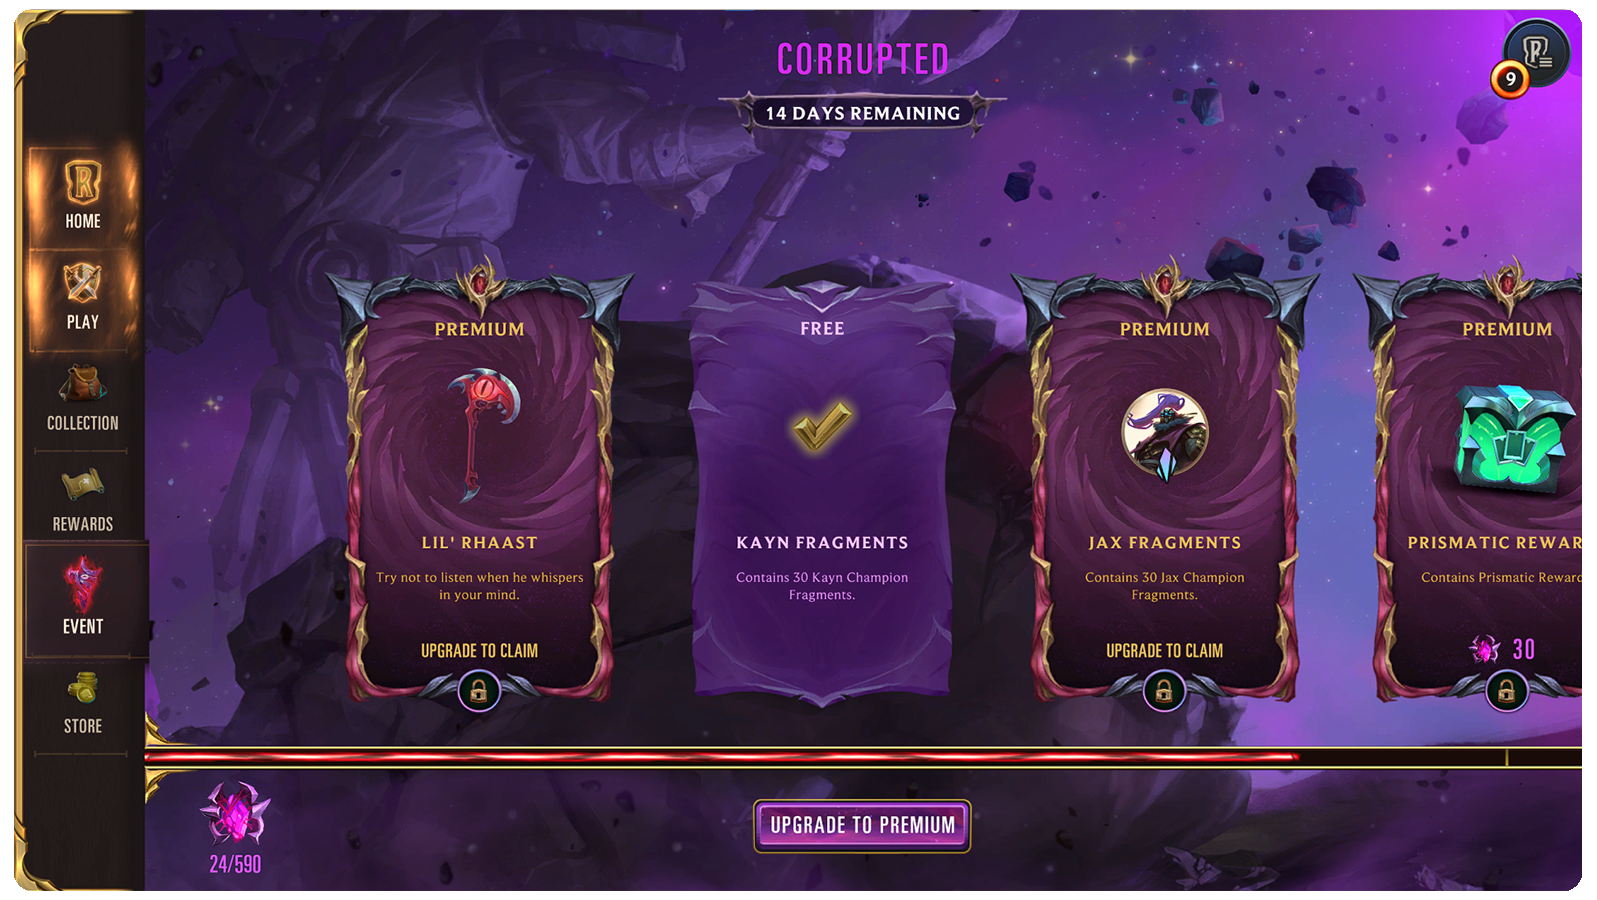 CORRUPTED
14 DAYS REMAINING
9
HOME
PLAY
COLLECTION
REWARDS
EVENT
STORE
PREMIUM
LIL' RHAAST
Try not to listen when he whispers
in your mind.
UPGRADE TO CLAIM
FREE
KAYN FRAGMENTS
Contains 30 Kayn Champion
Fragments.
PREMIUM
JAX FRAGMENTS
Contains 30 Jax Champion
Fragments.
UPGRADE TO CLAIM
PREMIUM
PRISMATIC REWAR
Contains Prismatic Reward
30
24/590
UPGRADE TO PREMIUM